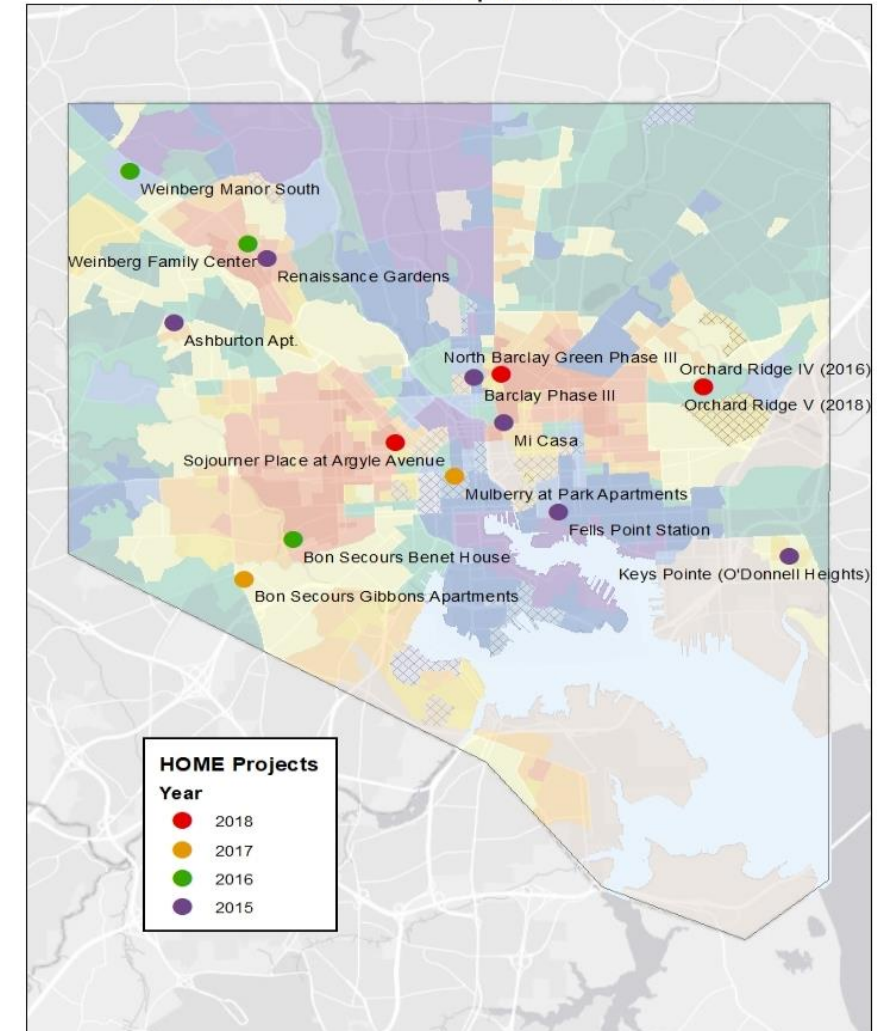 Weinberg Manor South
Weinberg Family Center
Renaissance Gardens
Ashburton Apt.
North Barclay Green Phase III
Orchard Ridge IV (2016)
Barclay Phase III
Orchard Ridge V (2018)
Mi Casa
Sojourner Place at Argyle Avenue
Mulberry at Park Apartments
Fells Point Station
Bon Secours Benet House
Keys Pointe (O'Donnell Heights)
Bon Secours Gibbons Apartments
HOME Projects
Year
2018
2017
2016
2015